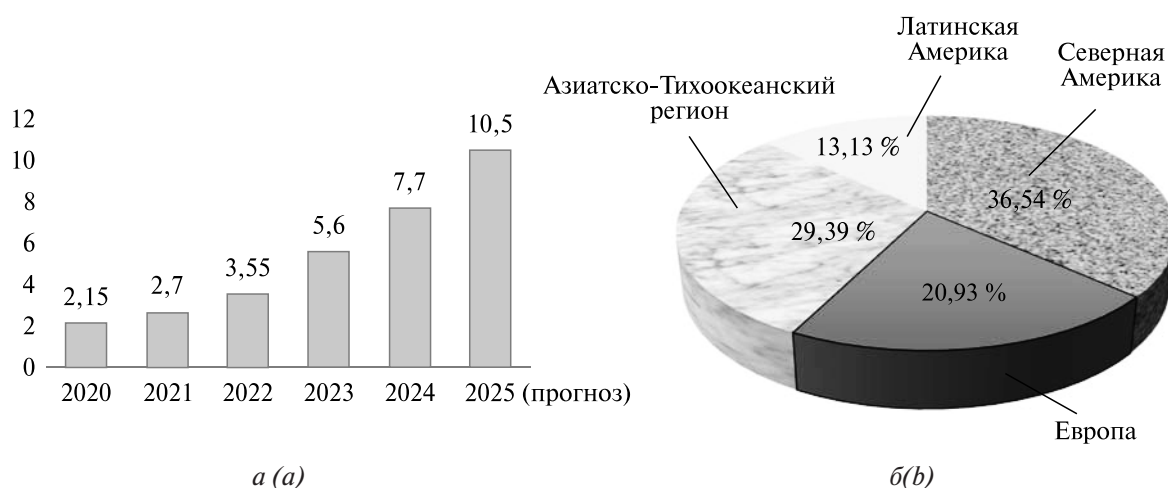 12
10
8
6
4
2
0
2,15
2,7
3,55
5,6
7,7
10,5
2020
2021
2022
2023
2024
2025 (прогноз)
а (a)
Латинская
Америка
Северная
Америка
Азиатско-Тихоокеанский
регион
13,13 %
36,54 %
29,39 %
20,93 %
Европа
б(b)